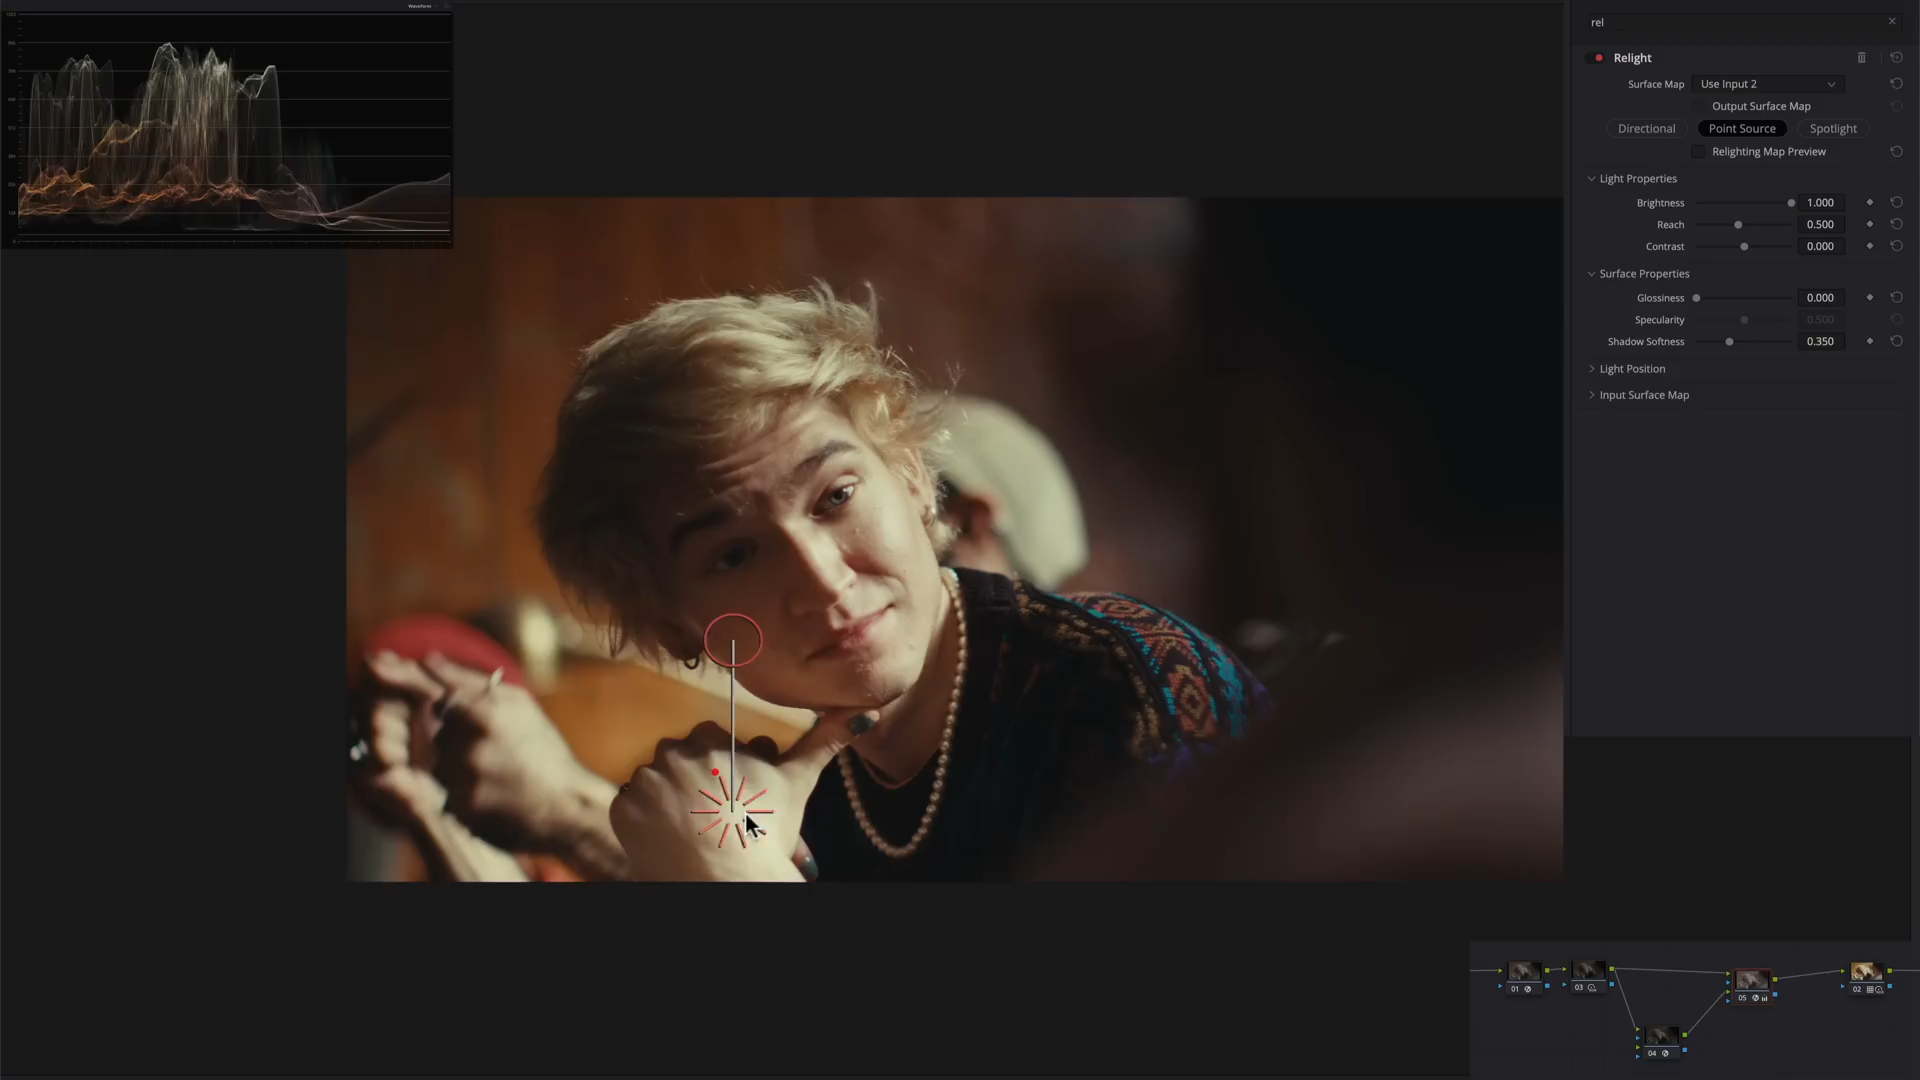 Waveform
rel
Relight
Surface Map Use Input 2
Output Surface Map
Directional Point Source Spotlight
Relighting Map Preview
Light Properties
Brightness 1.000
Reach 0.500
Contrast 0.000
Surface Properties
Glossiness 0.000
Specularity 0.500
Shadow Softness 0.350
Light Position
Input Surface Map
01
03
05
02
04